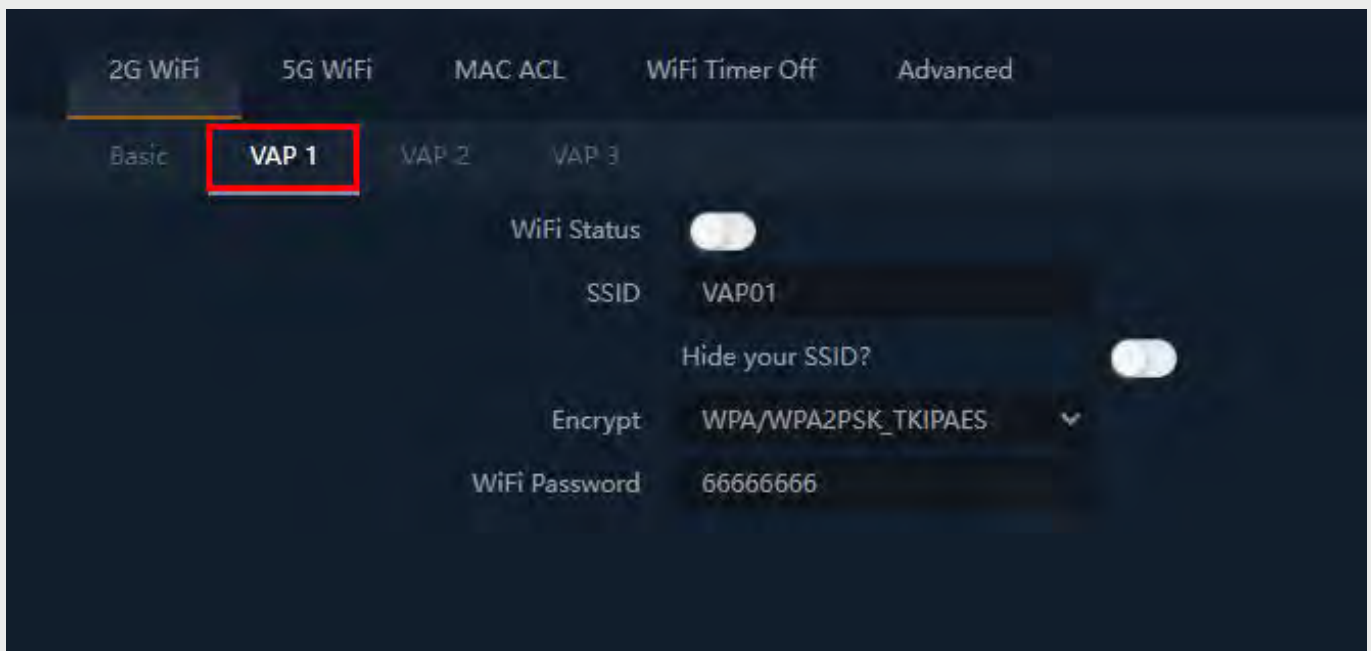 2G WiFi 5G WiFi MAC ACL WiFi Timer Off Advanced
Basic VAP 1 VAP 2 VAP 3
WiFi Status
SSID VAP01
Hide your SSID?
Encrypt WPA/WPA2PSK_TKIPAES
WiFi Password 66666666